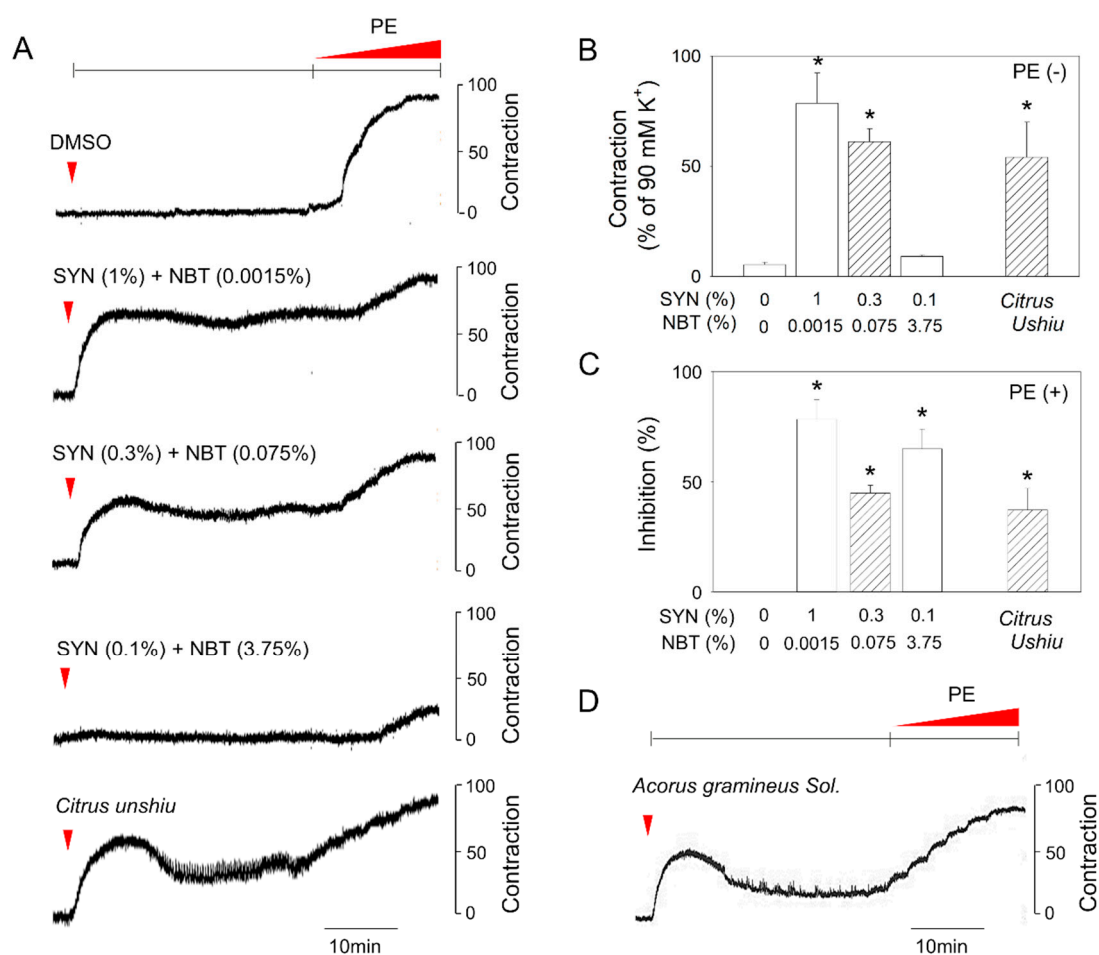 A
PE
DMSO
100
50
0
Contraction
SYN (1%) + NBT (0.0015%)
100
50
0
Contraction
SYN (0.3%) + NBT (0.075%)
100
50
0
Contraction
SYN (0.1%) + NBT (3.75%)
100
50
0
Contraction
Citrus unshiu
100
50
0
Contraction
10min
B
PE (-)
Contraction
(% of 90 mM K+)
100
50
0
* * * *
SYN (%) 0 1 0.3 0.1 Citrus
NBT (%) 0 0.0015 0.075 3.75 Ushiu
C
PE (+)
Inhibition (%)
100
50
0
* * * *
SYN (%) 0 1 0.3 0.1 Citrus
NBT (%) 0 0.0015 0.075 3.75 Ushiu
D
PE
Acorus gramineus Sol.
100
50
0
Contraction
10min